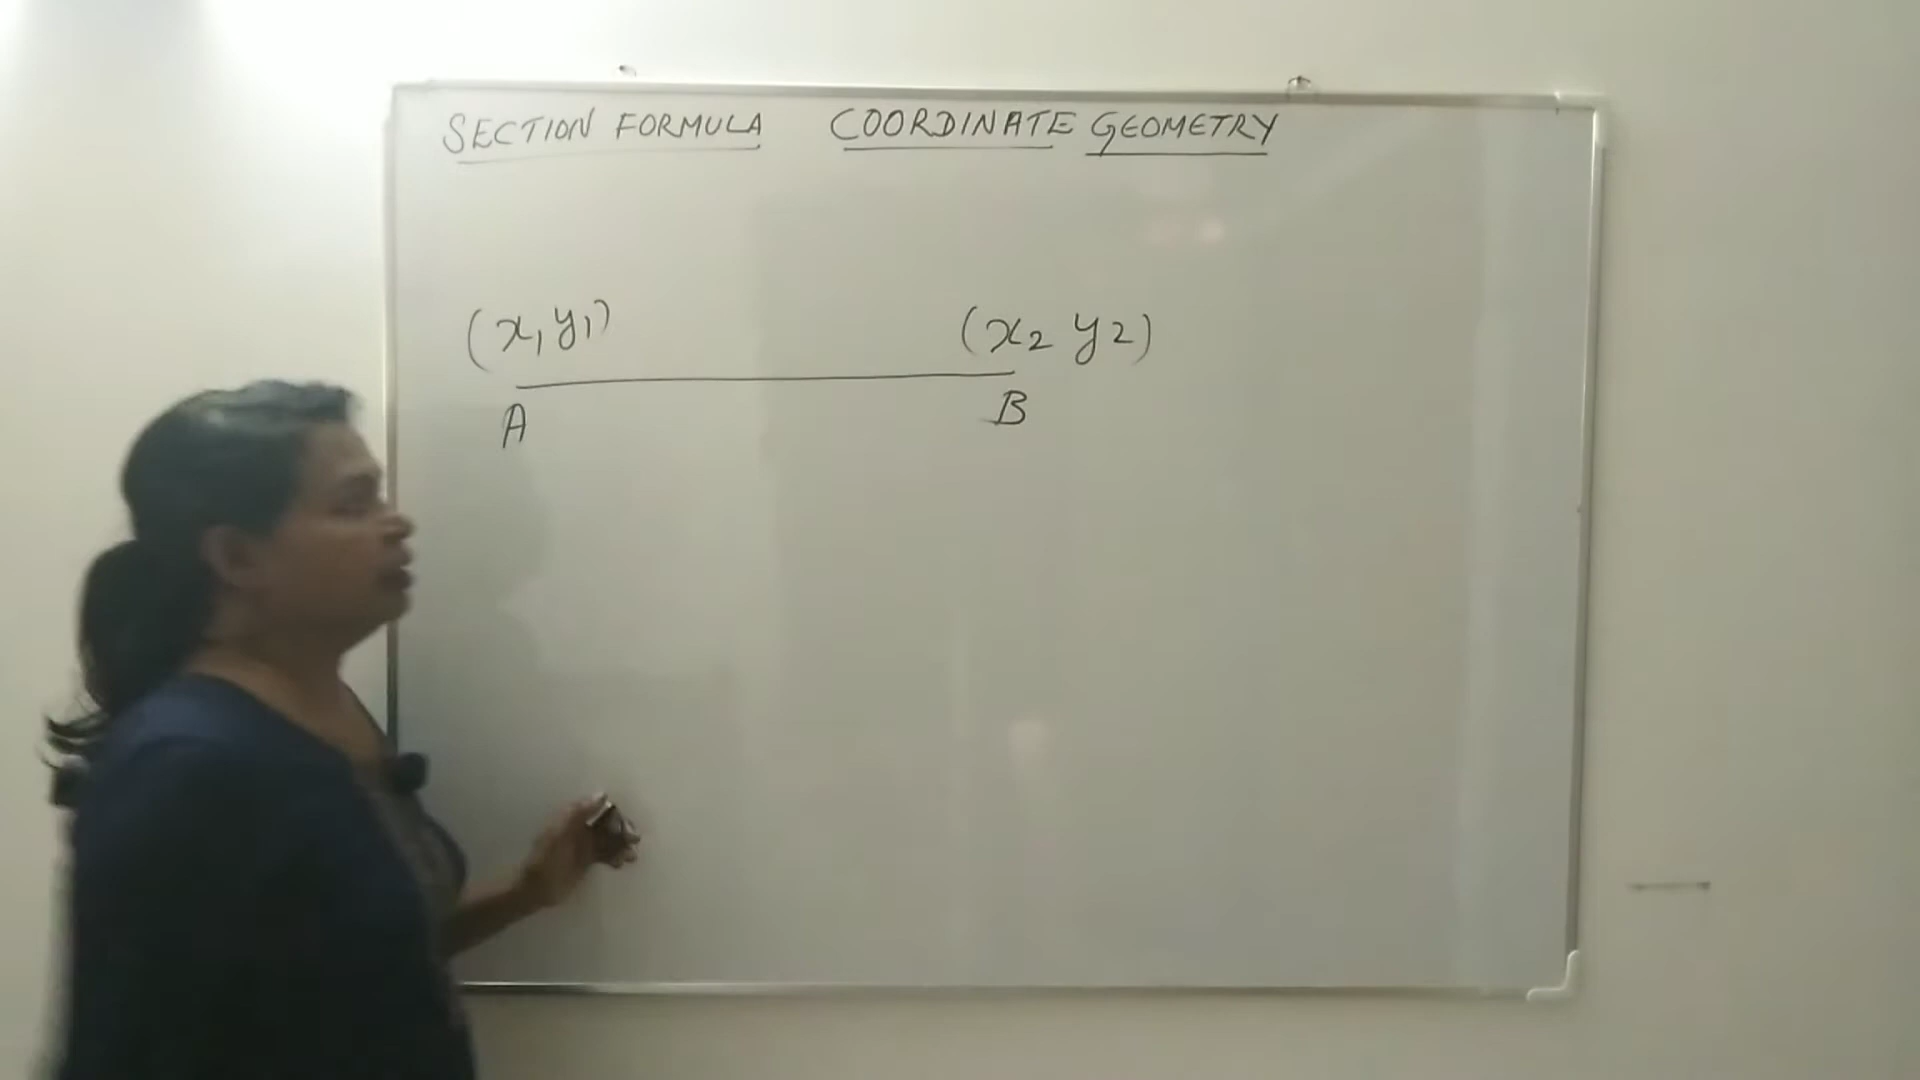 SECTION FORMULA COORDINATE GEOMETRY
(x₁ y₁) (x₂ y₂)
A B